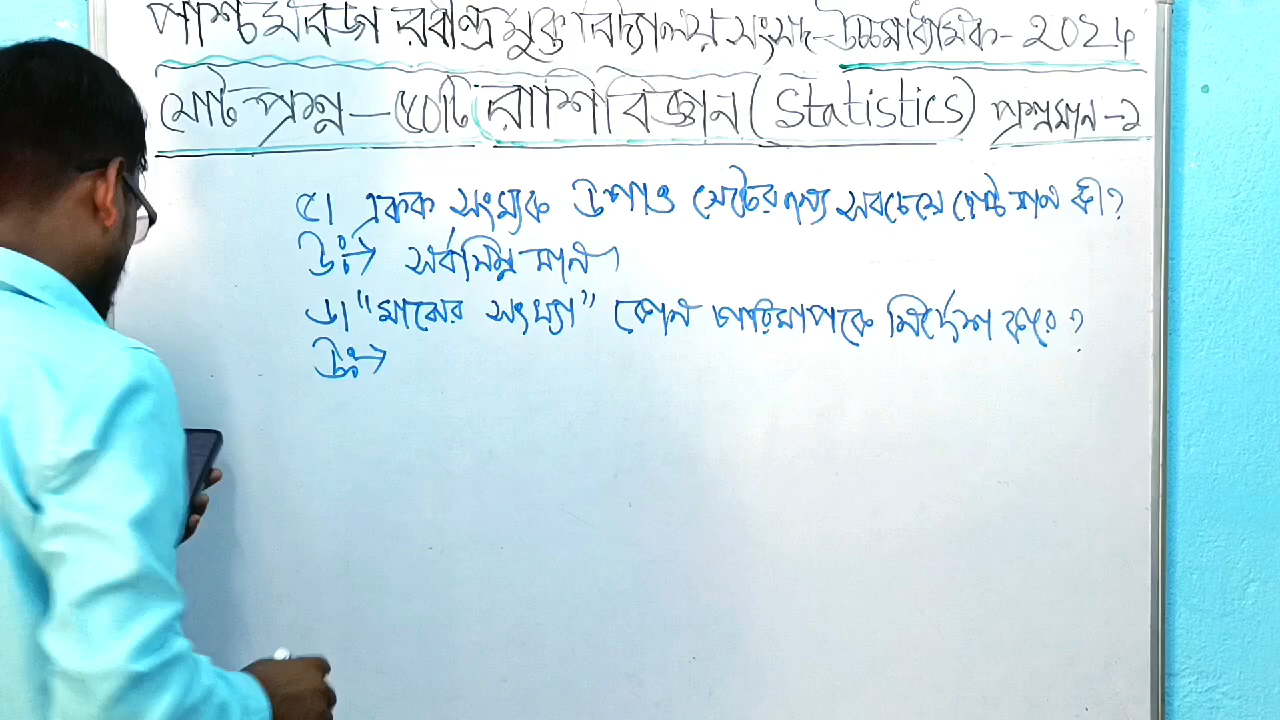 পশ্চিমবঙ্গ রবীন্দ্র মুক্ত বিদ্যালয় সংসদ-উচ্চমাধ্যমিক-২০২৪
মোট প্রশ্ন-৫০টি রাশিবিজ্ঞান (Statistics) প্রশ্নমান-১
৫। একক সংখ্যক উপাত্ত সেটের জন্য সবচেয়ে ছোট মান কী?
উঃ→ সর্বনিম্ন মান।
৬। "মাঝের সংখ্যা" কোন পরিমাপকে নির্দেশ করে?
উঃ→